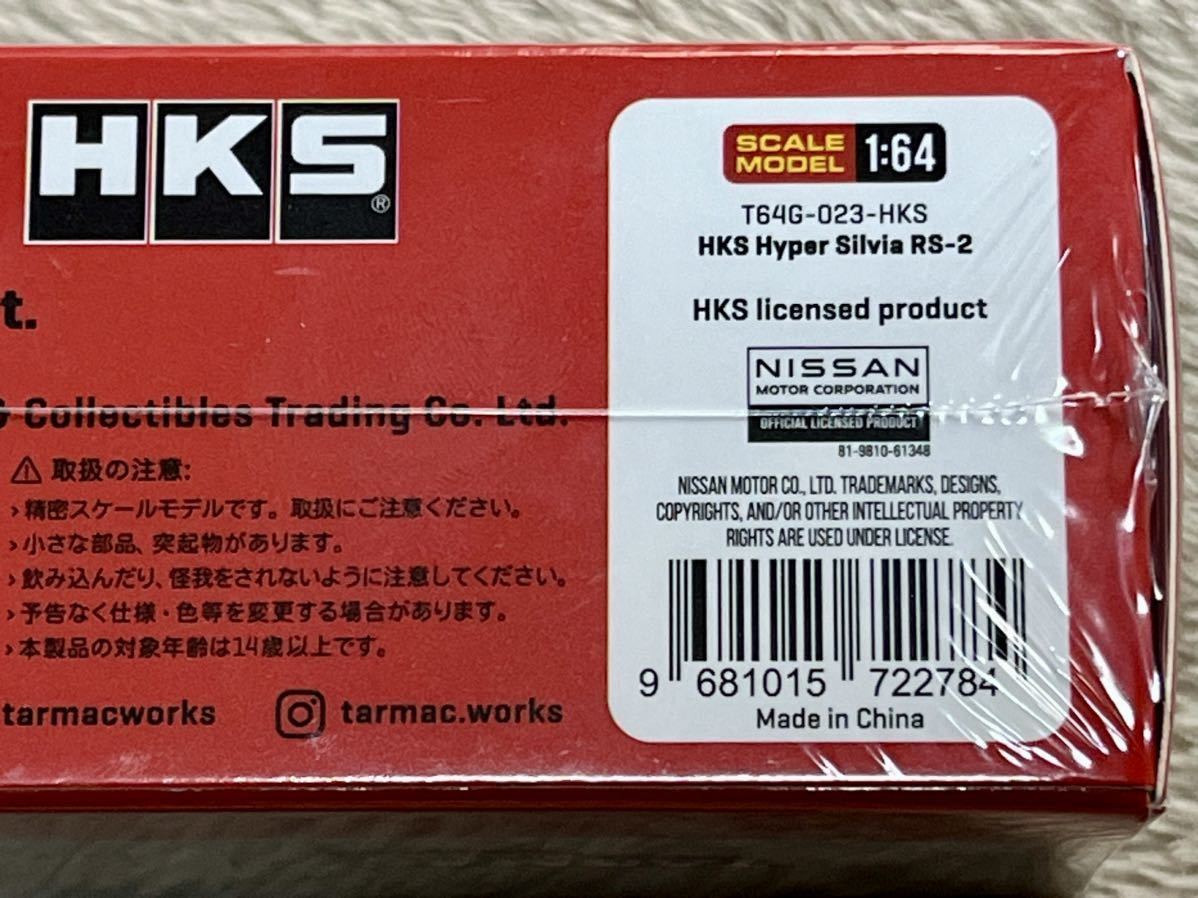 HKS®
t.
Collectibles Trading Co. Ltd.
⚠ 取扱の注意:
›精密スケールモデルです。取扱にご注意ください。
›小さな部品、突起物があります。
›飲み込んだり、怪我をされないように注意してください。
›予告なく仕様・色等を変更する場合があります。
›本製品の対象年齢は14歳以上です。
tarmacworks
tarmac.works
SCALE MODEL 1:64
T64G-023-HKS
HKS Hyper Silvia RS-2
HKS licensed product
NISSAN
MOTOR CORPORATION
OFFICIAL LICENSED PRODUCT
81-9810-61348
NISSAN MOTOR CO., LTD. TRADEMARKS, DESIGNS,
COPYRIGHTS, AND/OR OTHER INTELLECTUAL PROPERTY
RIGHTS ARE USED UNDER LICENSE.
9 681015 722784
Made in China